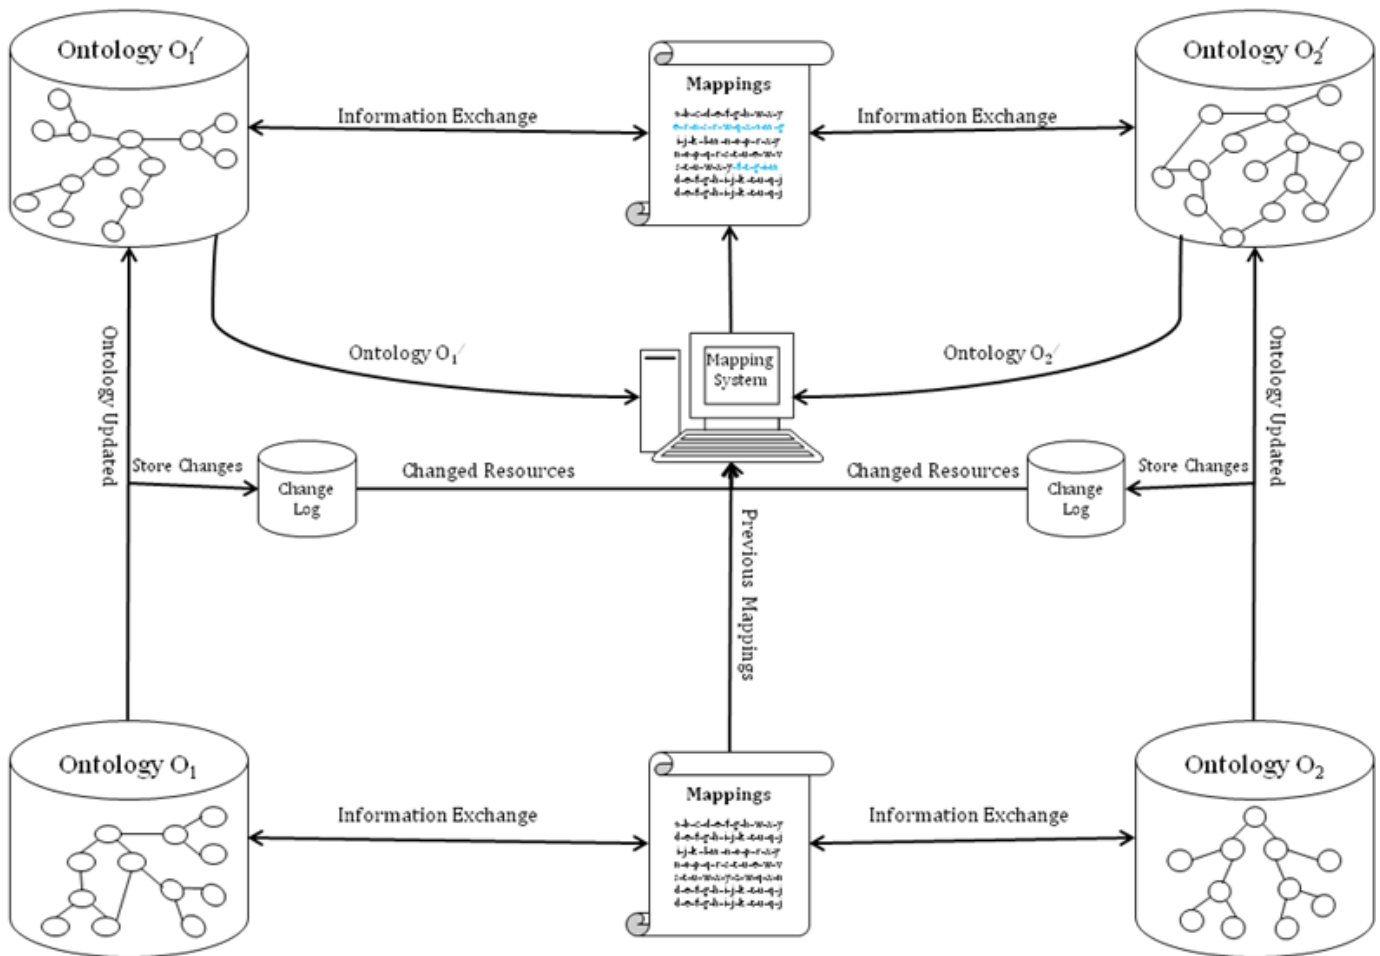 Ontology O₁′
Ontology O₂′
Mappings
Information Exchange
Information Exchange
Ontology O₁′
Mapping
System
Ontology O₂′
Ontology Updated
Ontology Updated
Store Changes
Changed Resources
Changed Resources
Store Changes
Change
Log
Change
Log
Previous Mappings
Ontology O₁
Ontology O₂
Mappings
Information Exchange
Information Exchange